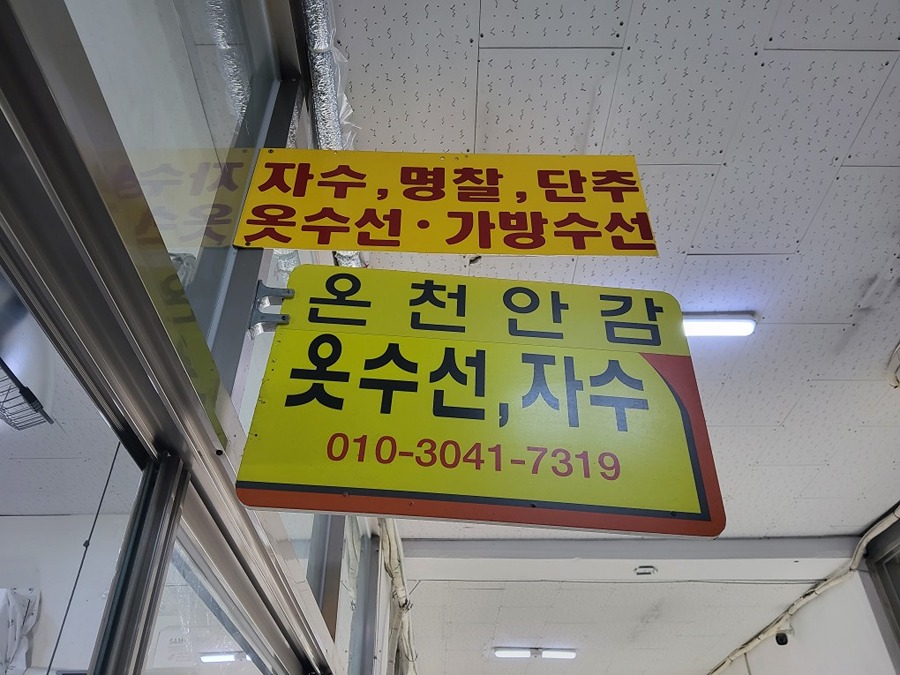 자수, 명찰, 단추
옷수선·가방수선
온천안감
옷수선, 자수
010-3041-7319